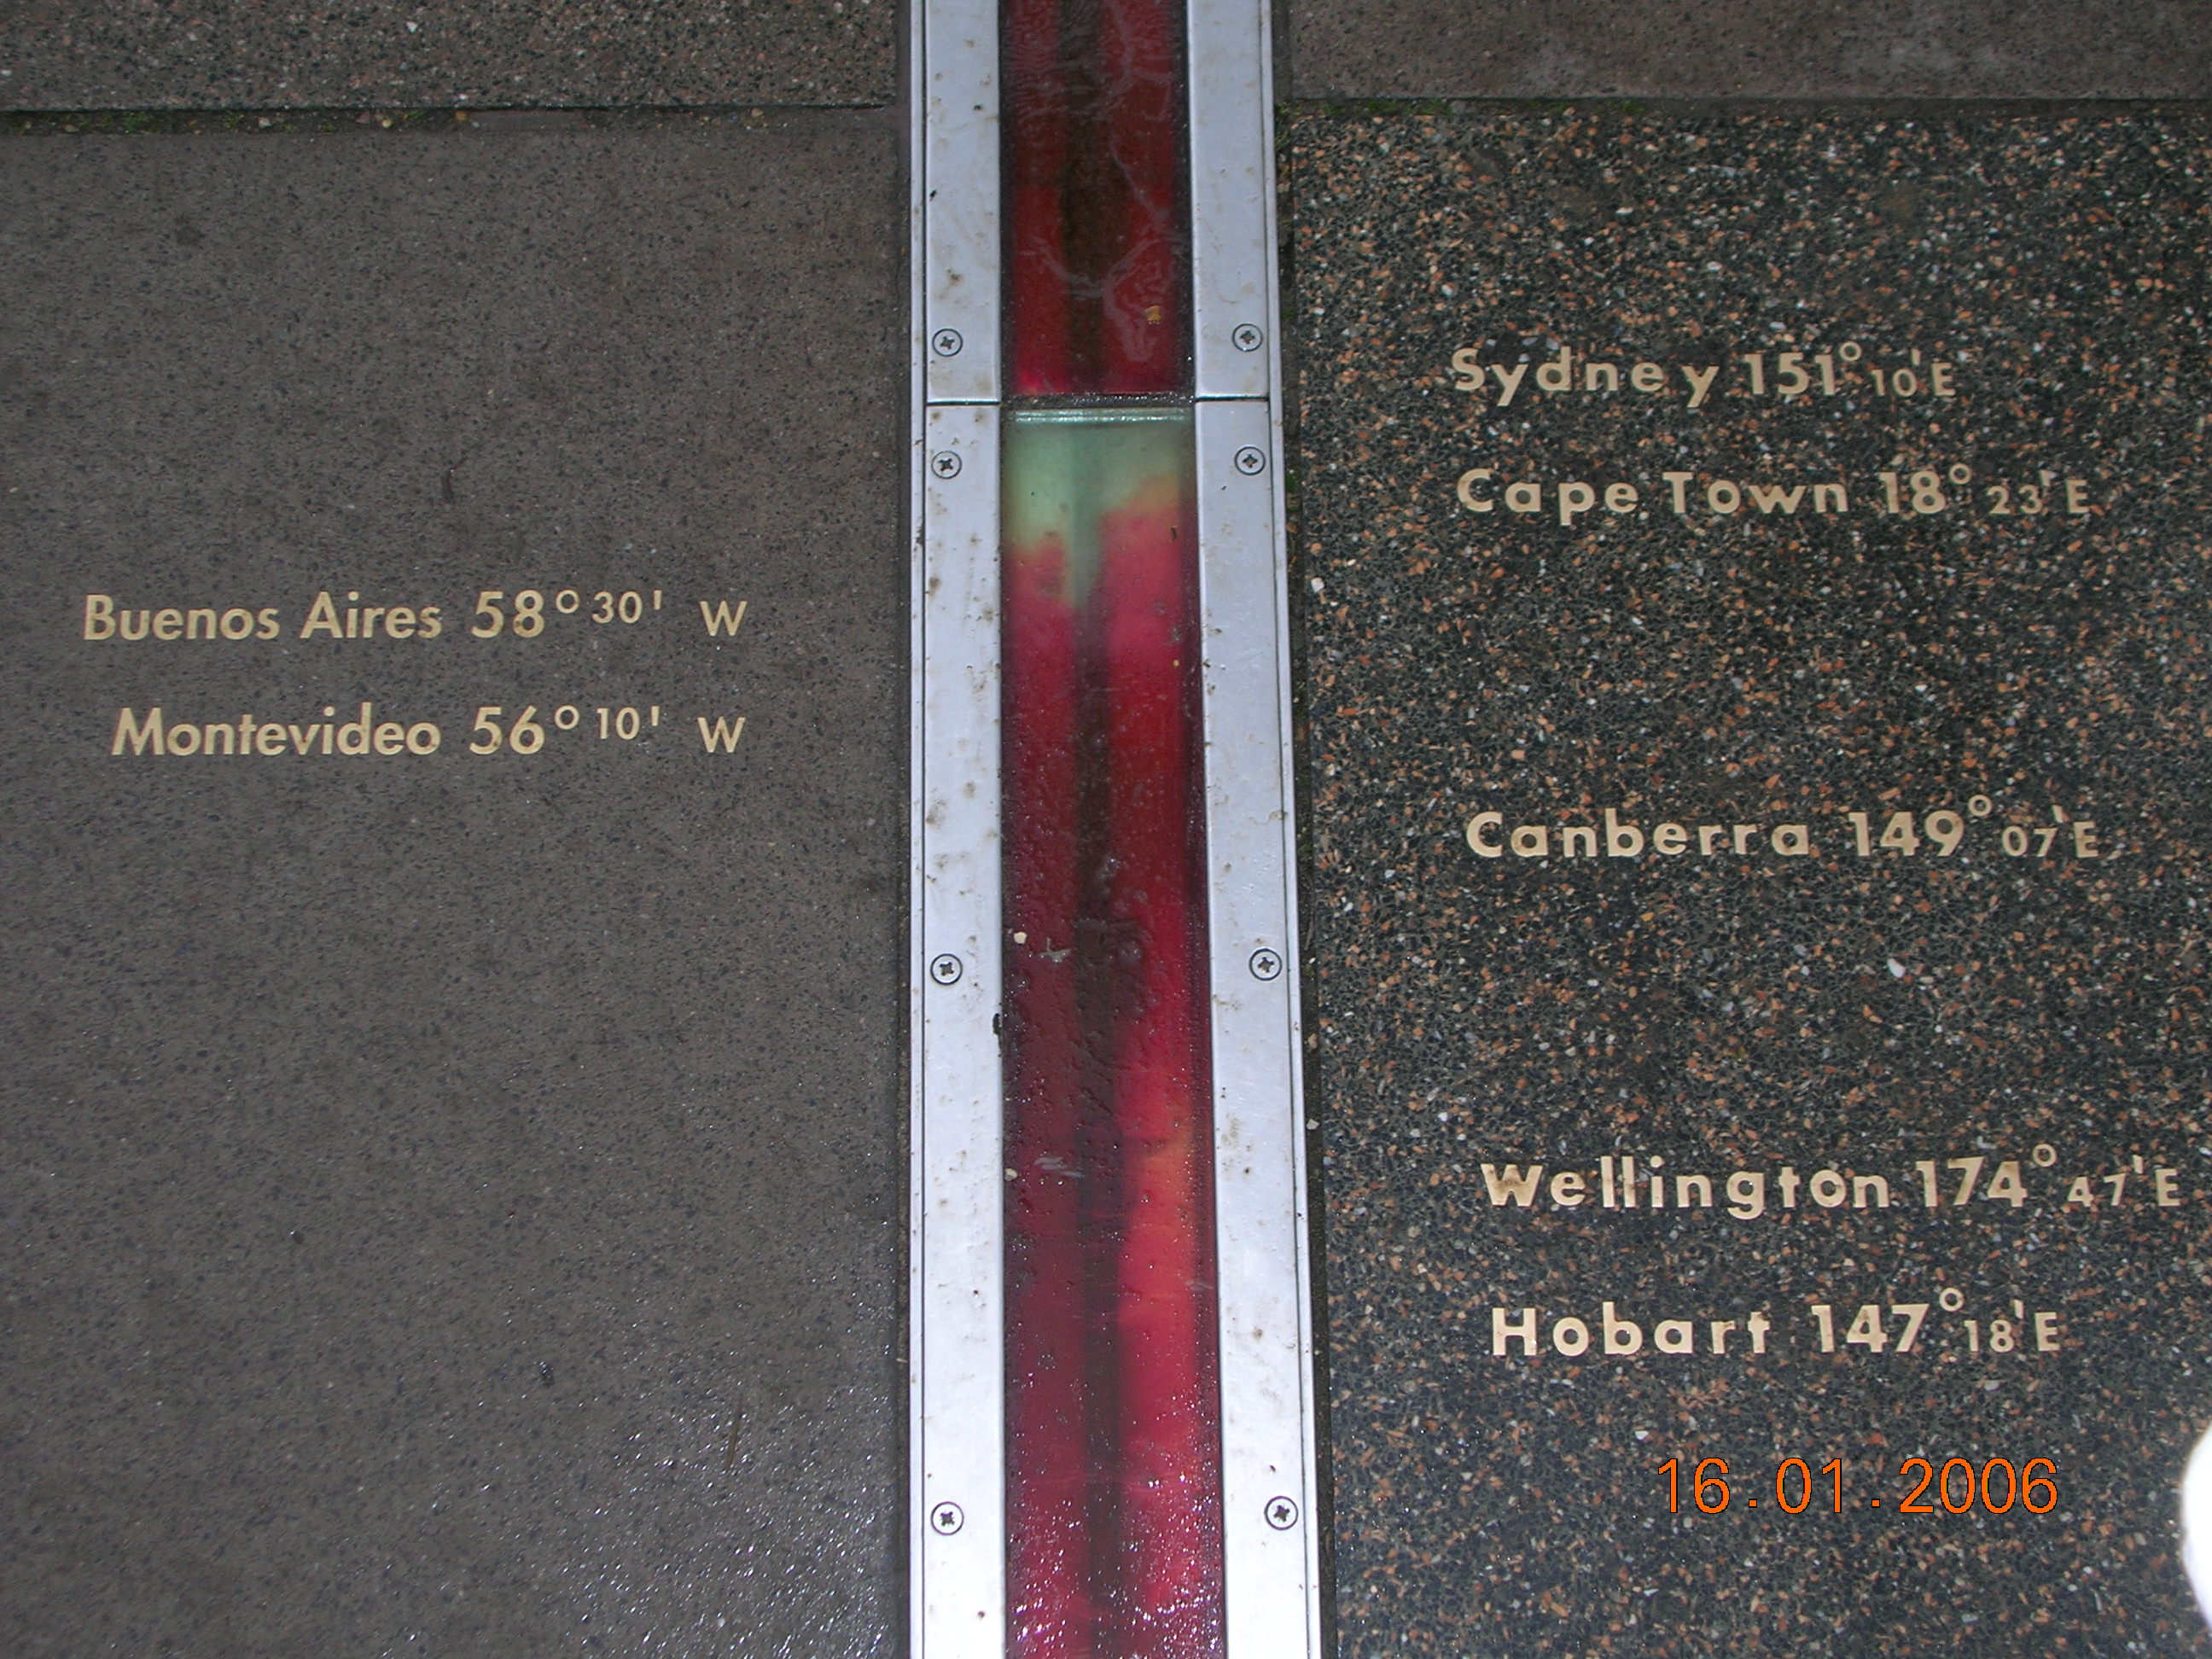 Buenos Aires 58° 30' W
Montevideo 56° 10' W
Sydney 151° 10' E
Cape Town 18° 23' E
Canberra 149° 07' E
Wellington 174° 47' E
Hobart 147° 18' E
16.01.2006